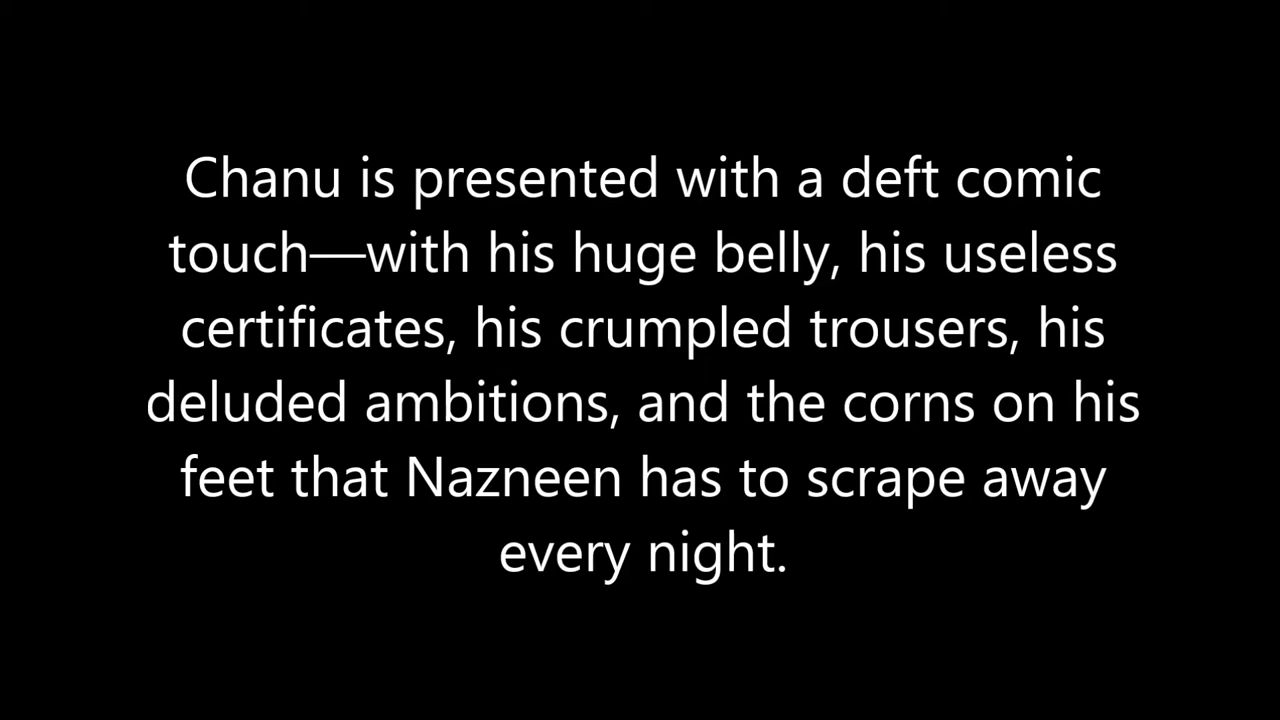 Chanu is presented with a deft comic
touch—with his huge belly, his useless
certificates, his crumpled trousers, his
deluded ambitions, and the corns on his
feet that Nazneen has to scrape away
every night.